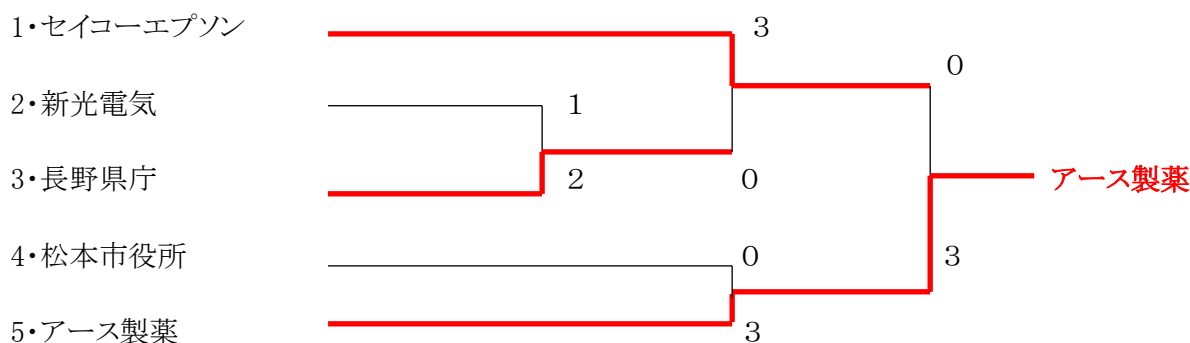 1・セイコーエプソン
3
0
2・新光電気
1
3・長野県庁
2
0
アース製薬
4・松本市役所
0
3
5・アース製薬
3